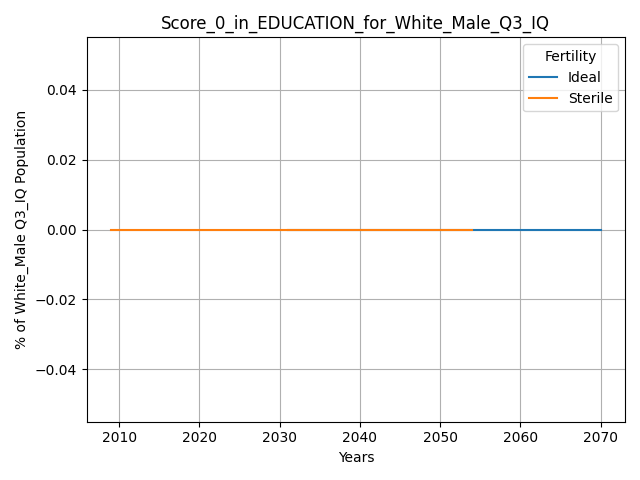 Score_0_in_EDUCATION_for_White_Male_Q3_IQ
Fertility
Ideal
Sterile
% of White_Male Q3_IQ Population
0.04
0.02
0.00
−0.02
−0.04
2010 2020 2030 2040 2050 2060 2070
Years